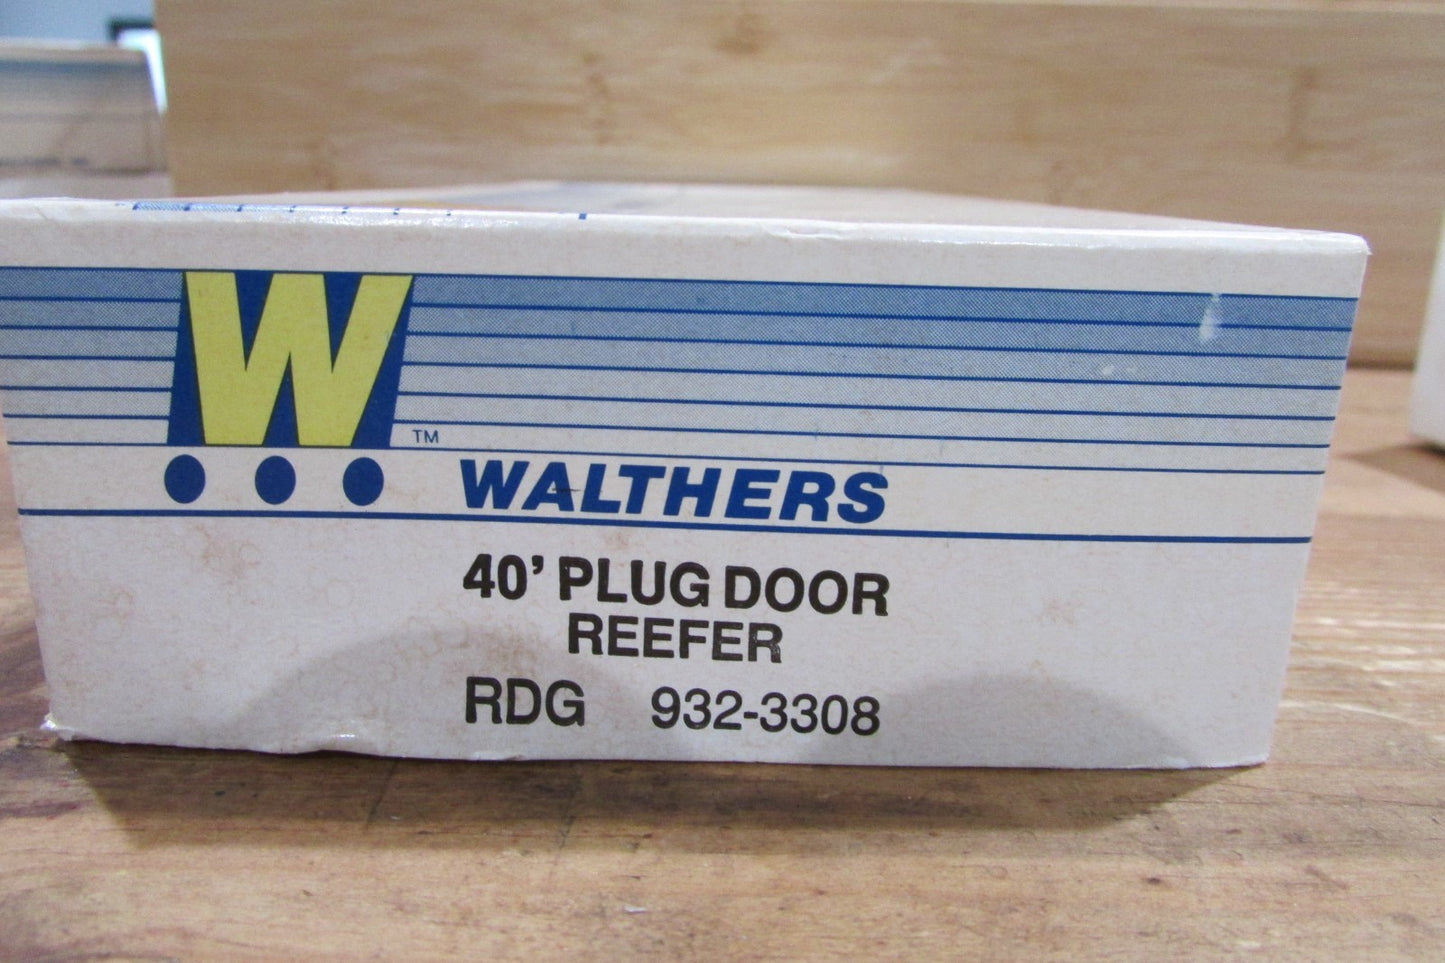 W
TM
WALTHERS
40' PLUG DOOR
REEFER
RDG 932-3308